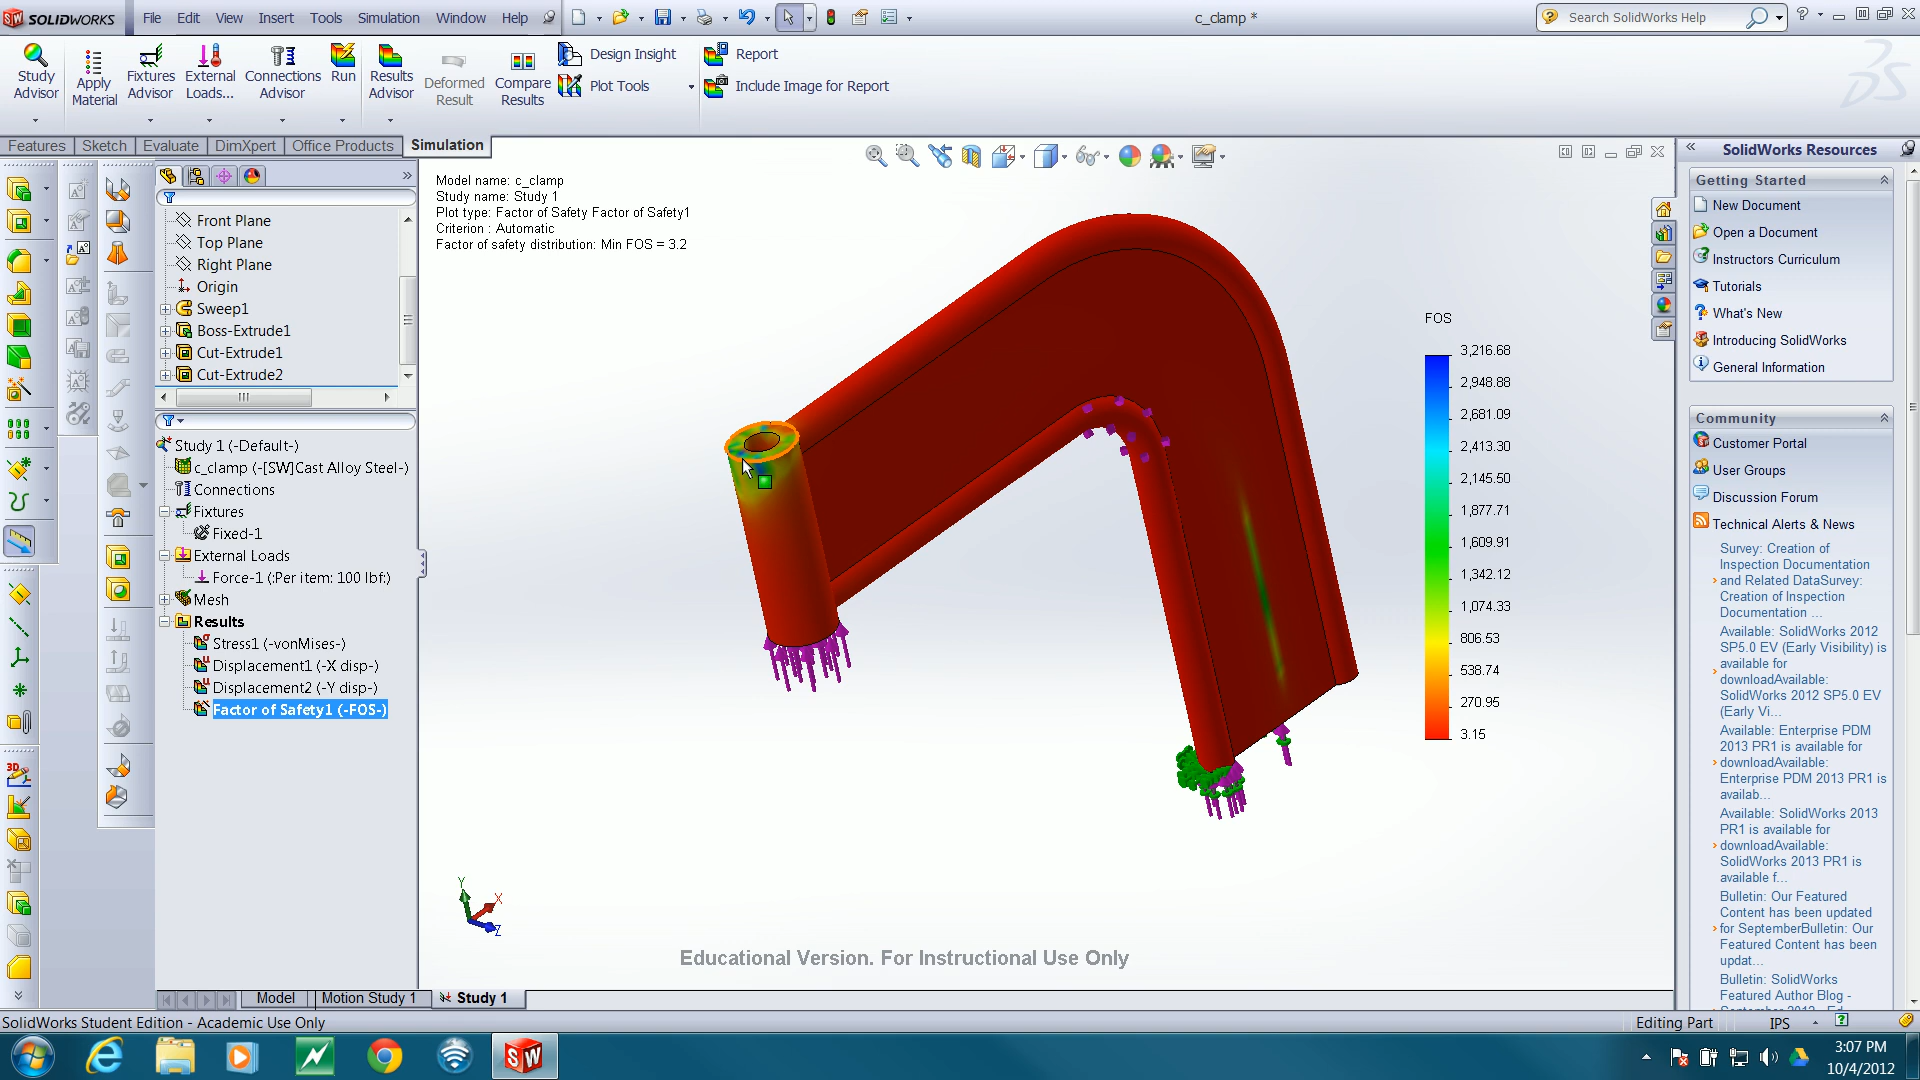 SOLIDWORKS
File Edit View Insert Tools Simulation Window Help
c_clamp *
Search SolidWorks Help
Study Advisor
Apply Material
Fixtures Advisor
External Loads...
Connections Advisor
Run
Results Advisor
Deformed Result
Compare Results
Design Insight
Plot Tools
Report
Include Image for Report
Features Sketch Evaluate DimXpert Office Products Simulation
Front Plane
Top Plane
Right Plane
Origin
Sweep1
Boss-Extrude1
Cut-Extrude1
Cut-Extrude2
Study 1 (-Default-)
c_clamp (-[SW]Cast Alloy Steel-)
Connections
Fixtures
Fixed-1
External Loads
Force-1 (:Per item: 100 lbf:)
Mesh
Results
Stress1 (-vonMises-)
Displacement1 (-X disp-)
Displacement2 (-Y disp-)
Factor of Safety1 (-FOS-)
Model name: c_clamp
Study name: Study 1
Plot type: Factor of Safety Factor of Safety1
Criterion : Automatic
Factor of safety distribution: Min FOS = 3.2
FOS
3,216.68
2,948.88
2,681.09
2,413.30
2,145.50
1,877.71
1,609.91
1,342.12
1,074.33
806.53
538.74
270.95
3.15
Y
X
Z
Educational Version. For Instructional Use Only
SolidWorks Resources
Getting Started
New Document
Open a Document
Instructors Curriculum
Tutorials
What's New
Introducing SolidWorks
General Information
Community
Customer Portal
User Groups
Discussion Forum
Technical Alerts & News
Survey: Creation of
Inspection Documentation
and Related DataSurvey:
Creation of Inspection
Documentation ...
Available: SolidWorks 2012
SP5.0 EV (Early Visibility) is
available for
downloadAvailable:
SolidWorks 2012 SP5.0 EV
(Early Vi...
Available: Enterprise PDM
2013 PR1 is available for
downloadAvailable:
Enterprise PDM 2013 PR1 is
availab...
Available: SolidWorks 2013
PR1 is available for
downloadAvailable:
SolidWorks 2013 PR1 is
available f...
Bulletin: Our Featured
Content has been updated
for SeptemberBulletin: Our
Featured Content has been
updat...
Bulletin: SolidWorks
Featured Author Blog -
Model Motion Study 1 Study 1
SolidWorks Student Edition - Academic Use Only
Editing Part IPS
3:07 PM
10/4/2012